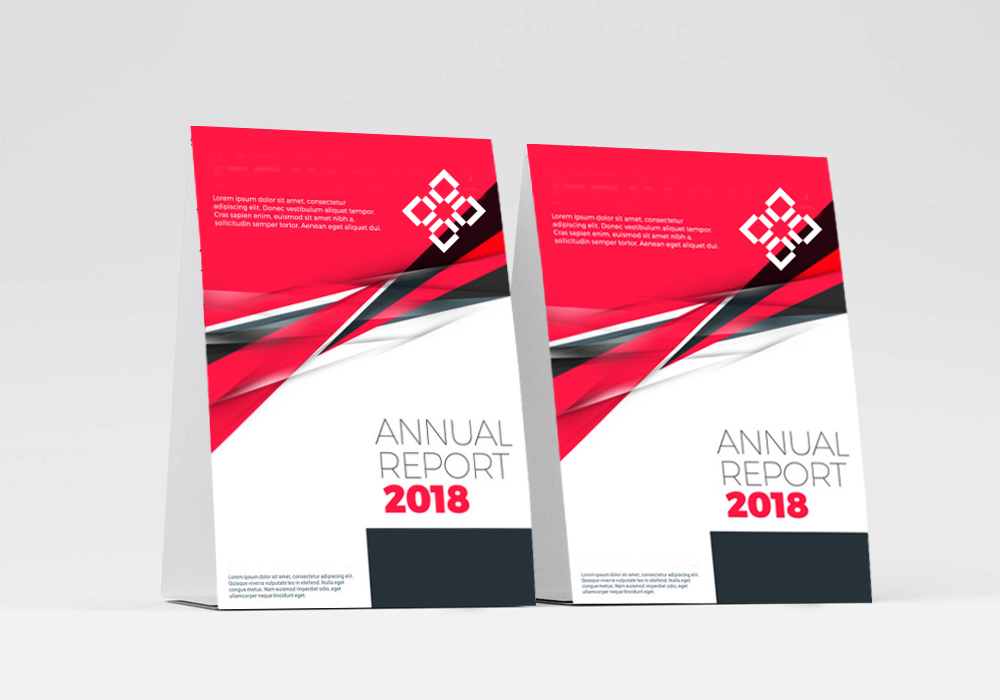 Lorem ipsum dolor sit amet, consectetur
adipiscing elit. Donec vestibulum aliquet tempor.
Cras sapien enim, euismod sit amet nibh a,
sollicitudin semper tortor. Aenean eget aliquet dui.
ANNUAL
REPORT
2018
Lorem ipsum dolor sit amet, consectetur adipiscing elit.
Quisque viverra vulputate leo in eleifend. Nulla eget
congue metus. Nam euismod imperdiet odio, eget
ullamcorper neque tincidunt eget.
Lorem ipsum dolor sit amet, consectetur
adipiscing elit. Donec vestibulum aliquet tempor.
Cras sapien enim, euismod sit amet nibh a,
sollicitudin semper tortor. Aenean eget aliquet dui.
ANNUAL
REPORT
2018
Lorem ipsum dolor sit amet, consectetur adipiscing elit.
Quisque viverra vulputate leo in eleifend. Nulla eget
congue metus. Nam euismod imperdiet odio, eget
ullamcorper neque tincidunt eget.